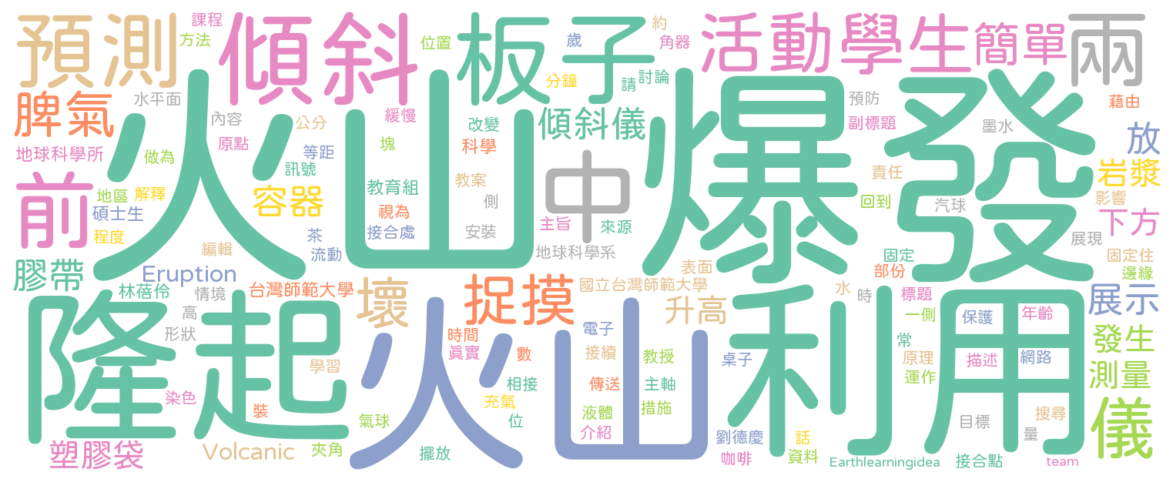 預測
課程
方法
傾斜
位置
板子
歲
約
角器
分鐘
請
討論
活動
學生
簡單
兩
脾氣
水平面
內容
公分
緩慢
改變
傾斜儀
預防
副標題
墨水
藉由
放
地球科學所
做為
原點
等距
塊
科學
火山爆發
訊號
前
地區
解釋
碩士生
容器
教育組
教案
側
中
責任
回到
汽球
岩漿
影響
程度
視為
主旨
來源
下方
編輯
茶
接合處
安裝
流動
地球科學系
展現
固定
固定住
膠帶
Eruption
表面
部份
邊緣
林蓓伶
情境
台灣師範大學
壞
捉摸
國立台灣師範大學
水
時
標題
展示
高
形狀
隆起
火山
升高
利用
一側
保護
年齡
時間
真實
數
電子
接續
教授
桌子
常
原理
描述
網路
發生
學習
相接
傳送
主軸
運作
測量
染色
裝
充氣
液體
措施
目標
搜尋
氣球
位
介紹
劉德慶
話
量
儀
塑膠袋
Volcanic
夾角
擺放
咖啡
資料
Earthlearningidea
接合點
team